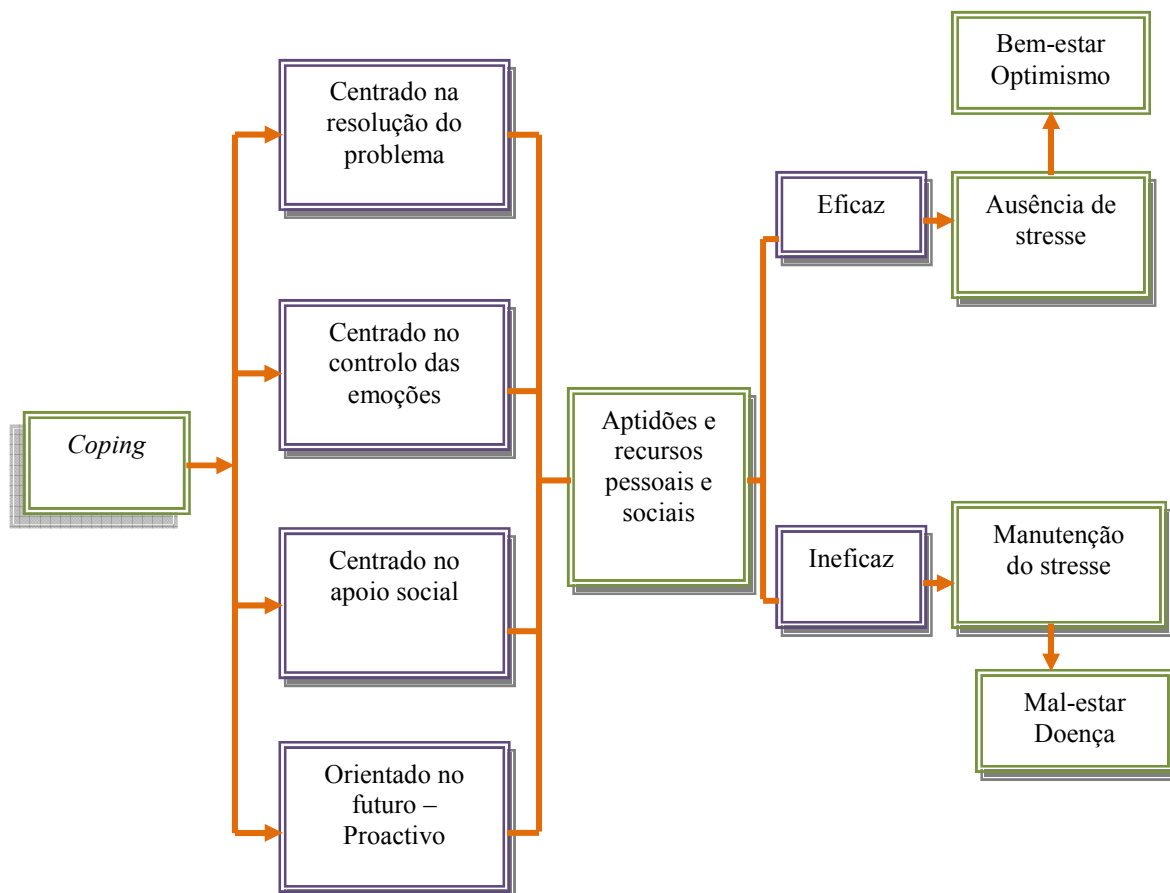 Coping
Centrado na
resolução do
problema
Centrado no
controlo das
emoções
Centrado no
apoio social
Orientado no
futuro –
Proactivo
Aptidões e
recursos
pessoais e
sociais
Eficaz
Ausência de
stresse
Bem-estar
Optimismo
Ineficaz
Manutenção
do stresse
Mal-estar
Doença